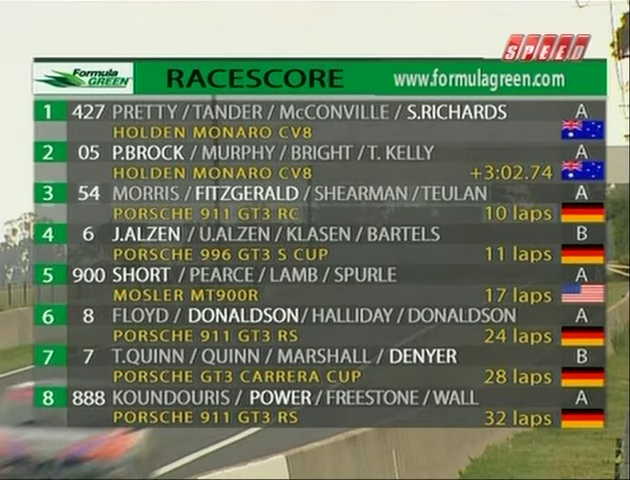 SPEED
Formula GREEN RACESCORE www.formulagreen.com
1 427 PRETTY / TANDER / McCONVILLE / S.RICHARDS A
HOLDEN MONARO CV8
2 05 P.BROCK / MURPHY / BRIGHT / T. KELLY A
HOLDEN MONARO CV8 +3:02.74
3 54 MORRIS / FITZGERALD / SHEARMAN / TEULAN A
PORSCHE 911 GT3 RC 10 laps
4 6 J.ALZEN / U.ALZEN / KLASEN / BARTELS B
PORSCHE 996 GT3 S CUP 11 laps
5 900 SHORT / PEARCE / LAMB / SPURLE A
MOSLER MT900R 17 laps
6 8 FLOYD / DONALDSON / HALLIDAY / DONALDSON A
PORSCHE 911 GT3 RS 24 laps
7 7 T.QUINN / QUINN / MARSHALL / DENYER B
PORSCHE GT3 CARRERA CUP 28 laps
8 888 KOUNDOURIS / POWER / FREESTONE / WALL A
PORSCHE 911 GT3 RS 32 laps